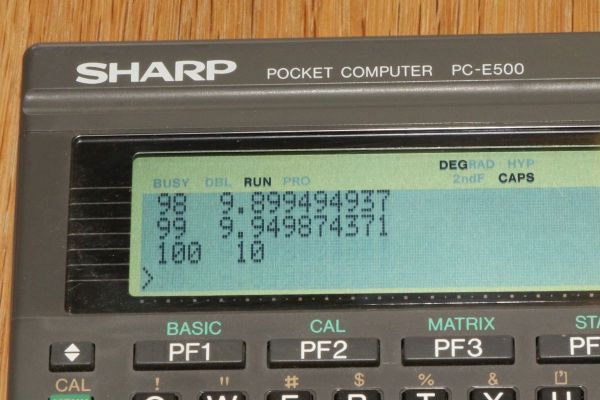 SHARP POCKET COMPUTER PC-E500
BUSY DBL RUN PRO DEG RAD HYP
2ndF CAPS
98 9.899494937
99 9.949874371
100 10
>
BASIC CAL MATRIX
PF1 PF2 PF3 PF
CAL ! " # $ % &